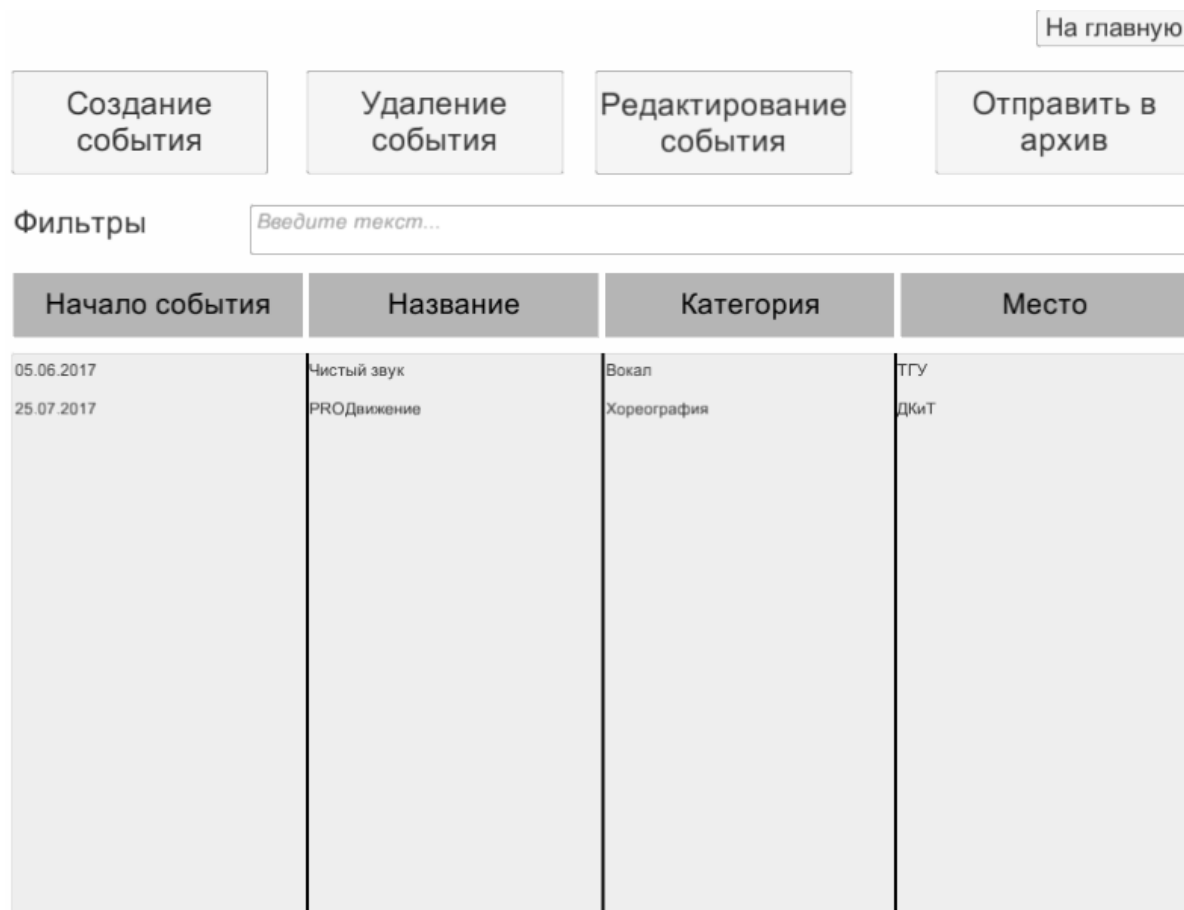 На главную
Создание
события
Удаление
события
Редактирование
события
Отправить в
архив
Фильтры
Введите текст...
Начало события Название Категория Место
05.06.2017 Чистый звук Вокал ТГУ
25.07.2017 PROДвижение Хореография ДКиТ